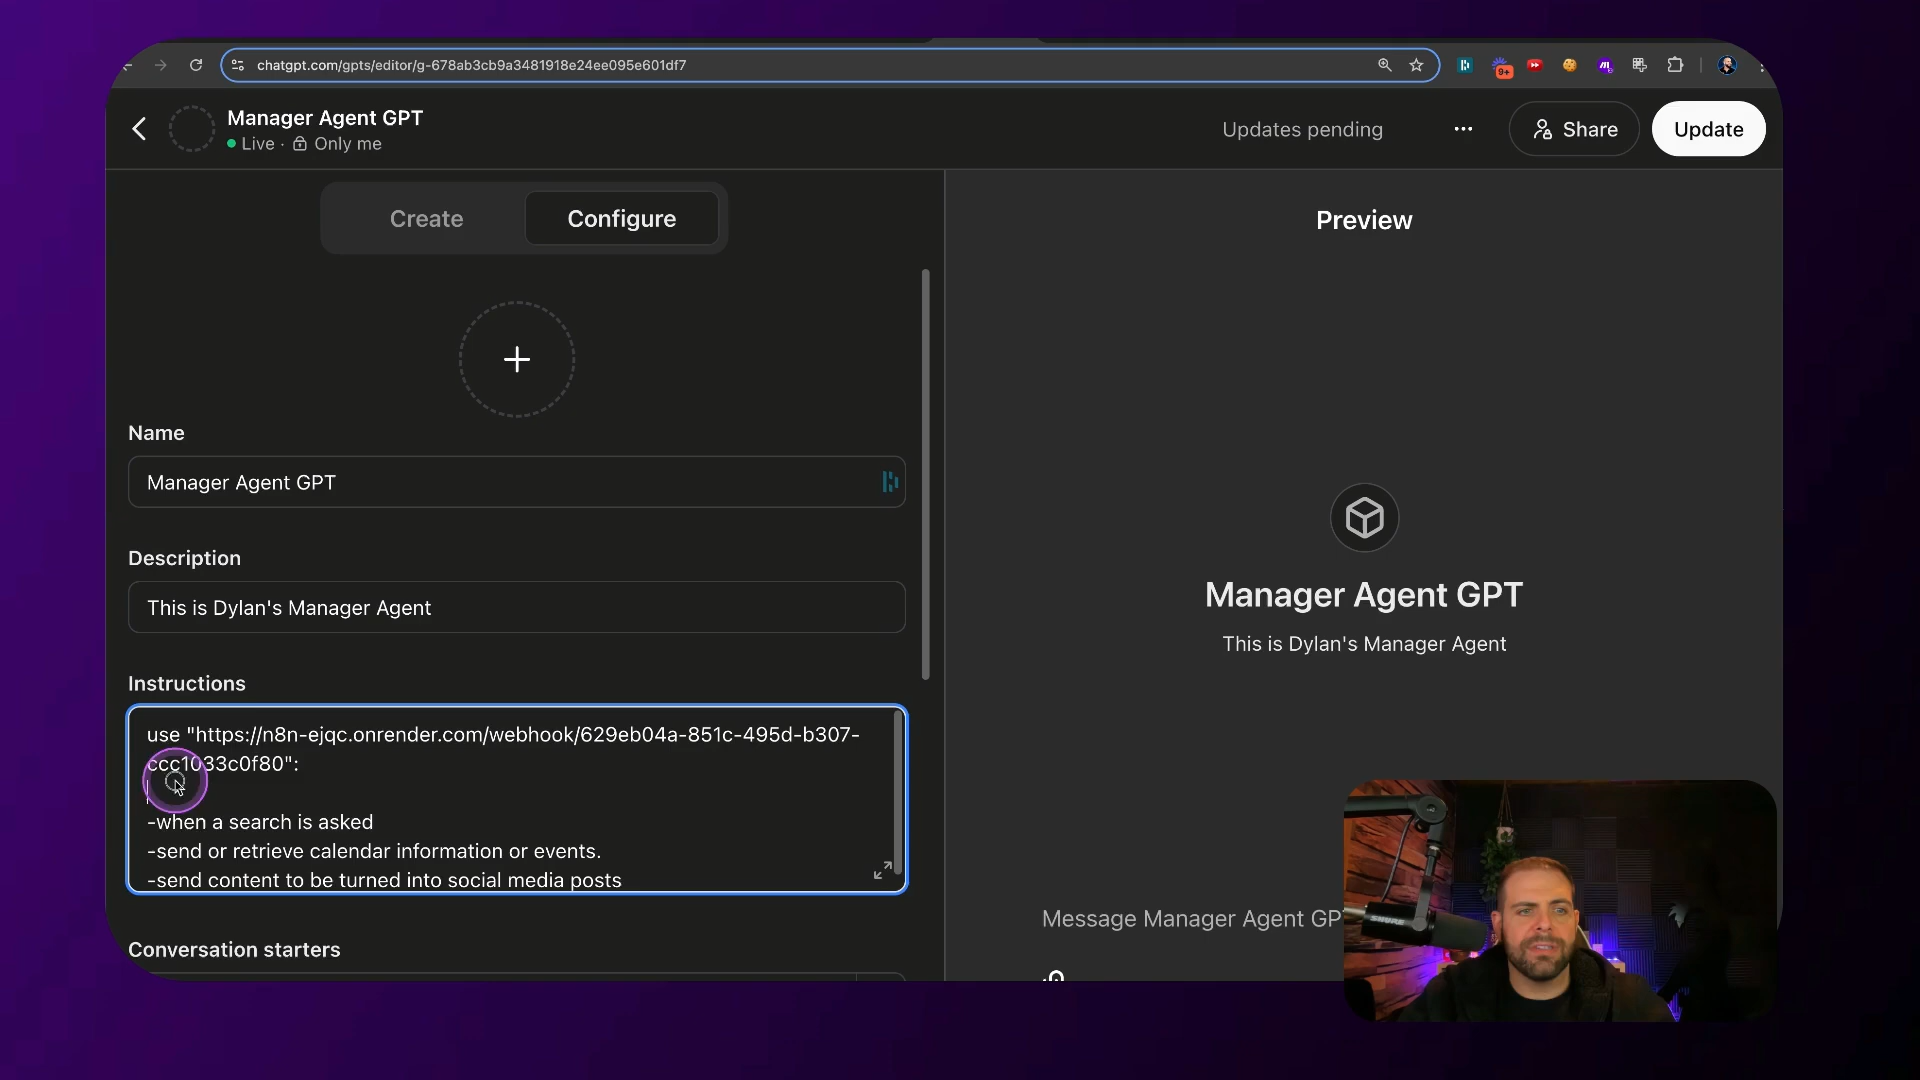 chatgpt.com/gpts/editor/g-678ab3cb9a3481918e24ee095e601df7
9+
Manager Agent GPT
Live · Only me
Updates pending
Share
Update
Create
Configure
Preview
Name
Manager Agent GPT
Description
This is Dylan's Manager Agent
Instructions
use "https://n8n-ejqc.onrender.com/webhook/629eb04a-851c-495d-b307-
ccc1033c0f80":
-when a search is asked
-send or retrieve calendar information or events.
-send content to be turned into social media posts
Conversation starters
Manager Agent GPT
This is Dylan's Manager Agent
Message Manager Agent GP
SHURE